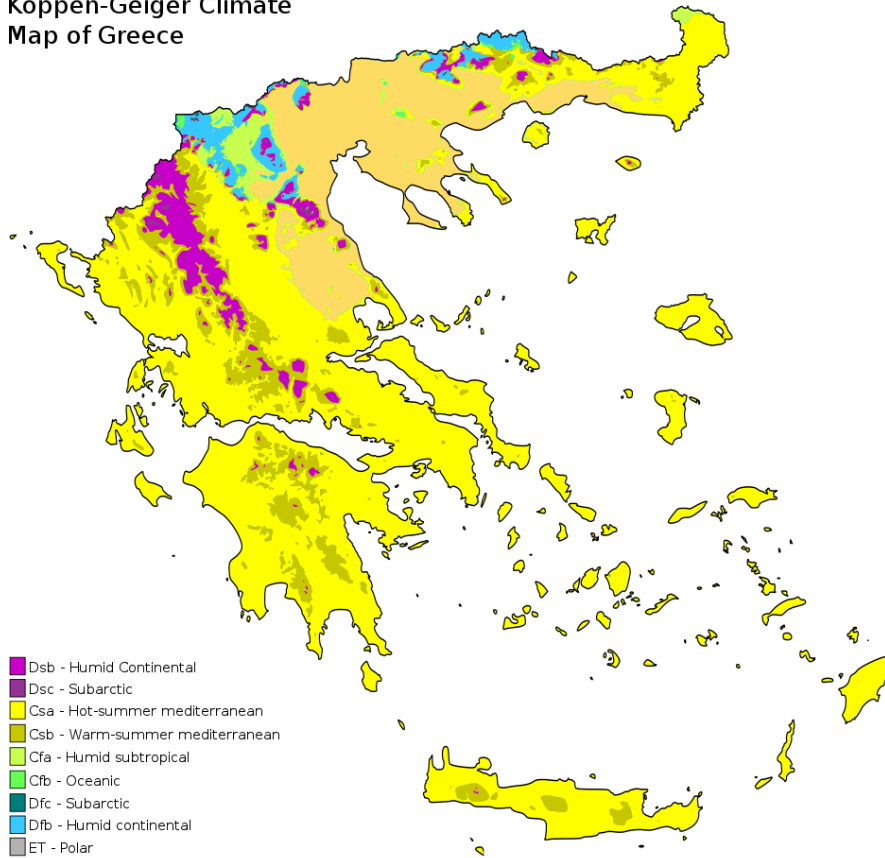 Köppen-Geiger Climate
Map of Greece
Dsb - Humid Continental
Dsc - Subarctic
Csa - Hot-summer mediterranean
Csb - Warm-summer mediterranean
Cfa - Humid subtropical
Cfb - Oceanic
Dfc - Subarctic
Dfb - Humid continental
ET - Polar